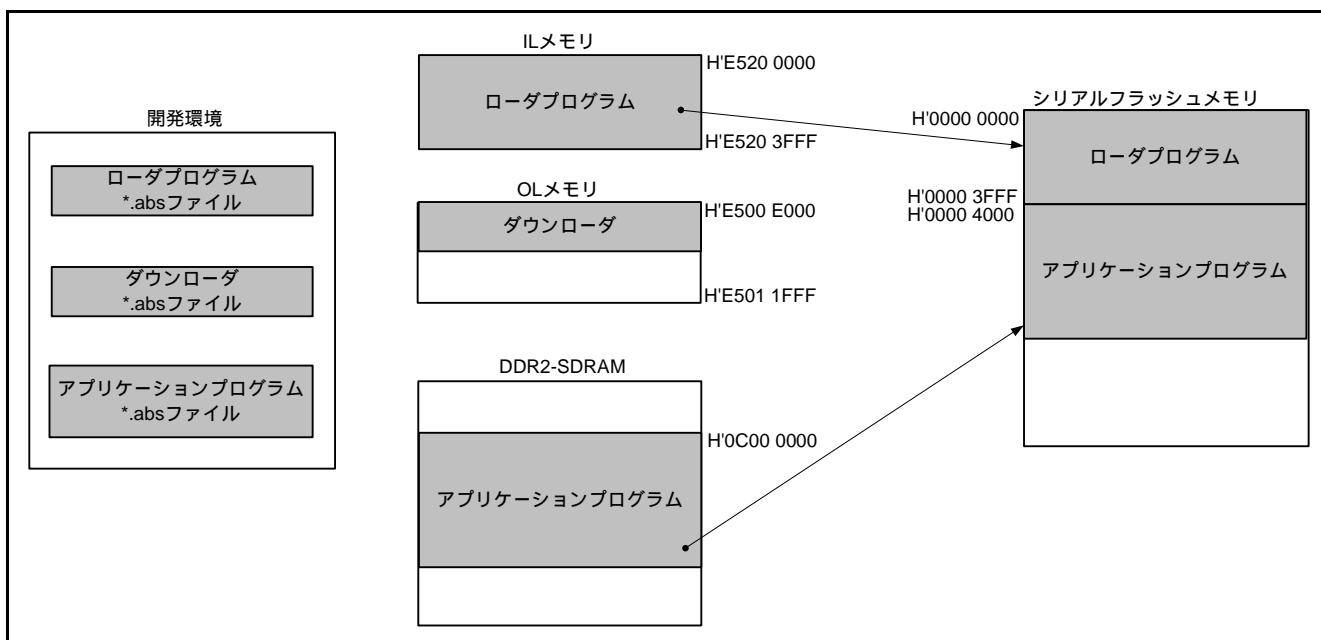 開発環境
ローダプログラム
*.absファイル
ダウンローダ
*.absファイル
アプリケーションプログラム
*.absファイル
ILメモリ
H'E520 0000
ローダプログラム
H'E520 3FFF
OLメモリ
H'E500 E000
ダウンローダ
H'E501 1FFF
DDR2-SDRAM
H'0C00 0000
アプリケーションプログラム
シリアルフラッシュメモリ
H'0000 0000
ローダプログラム
H'0000 3FFF
H'0000 4000
アプリケーションプログラム